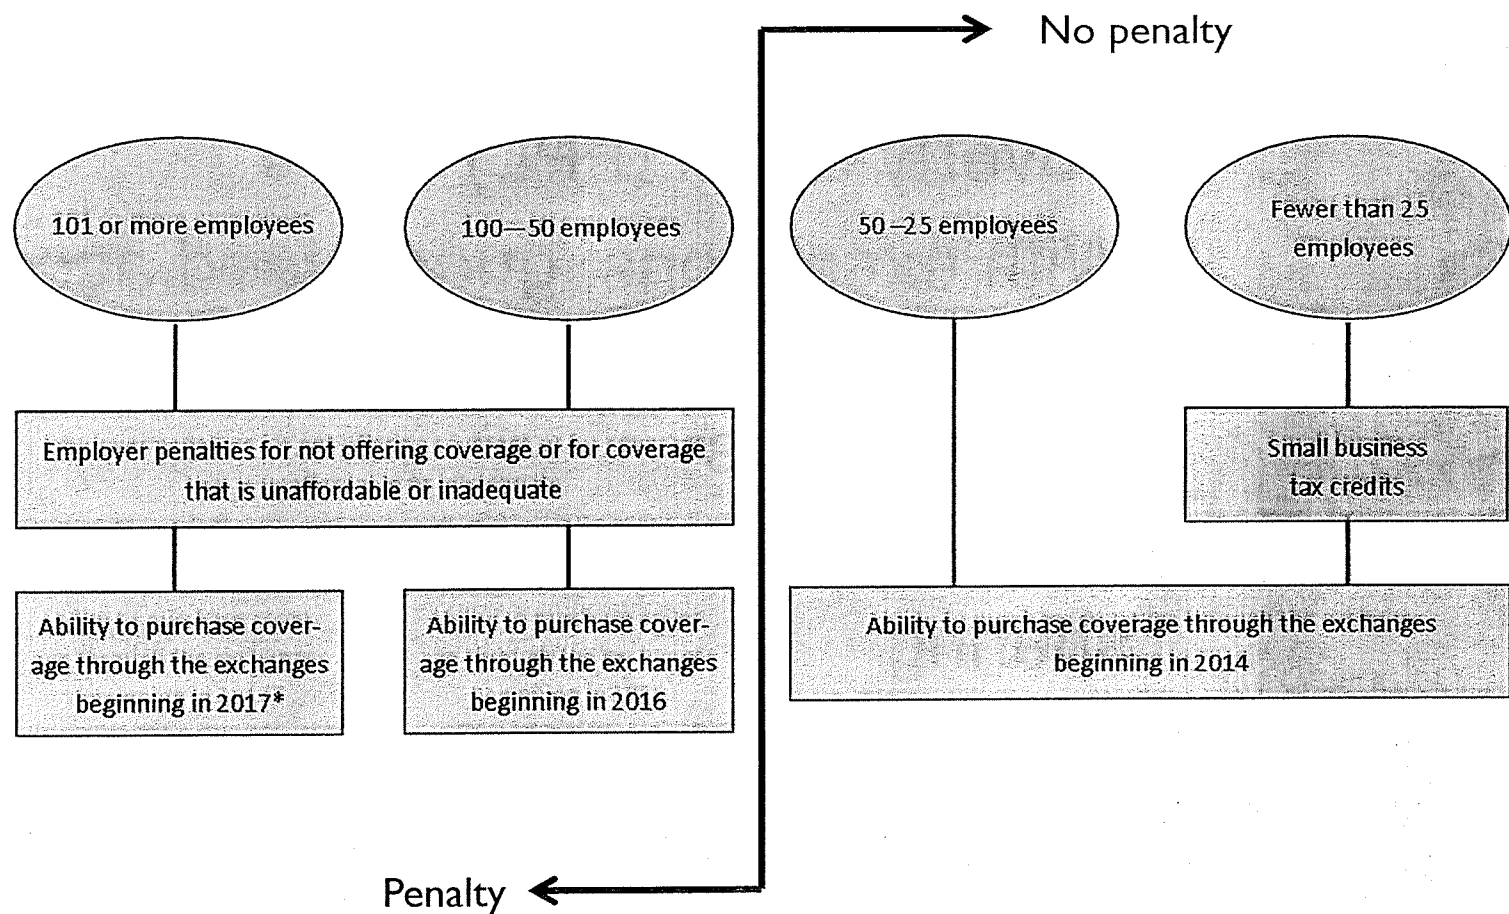 No penalty
101 or more employees
100—50 employees
50–25 employees
Fewer than 25
employees
Employer penalties for not offering coverage or for coverage
that is unaffordable or inadequate
Small business
tax credits
Ability to purchase cover-
age through the exchanges
beginning in 2017*
Ability to purchase cover-
age through the exchanges
beginning in 2016
Ability to purchase coverage through the exchanges
beginning in 2014
Penalty